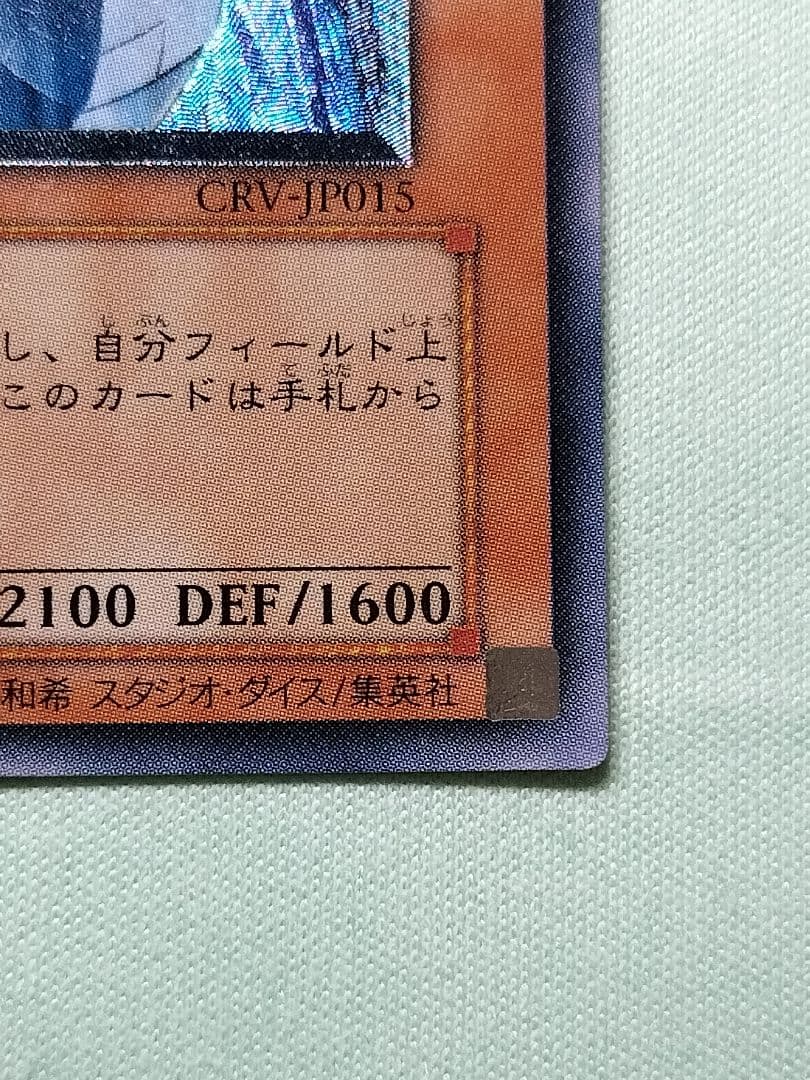 CRV-JP015
し、自分フィールド上
このカードは手札から
2100 DEF/1600
和希 スタジオ・ダイス/集英社